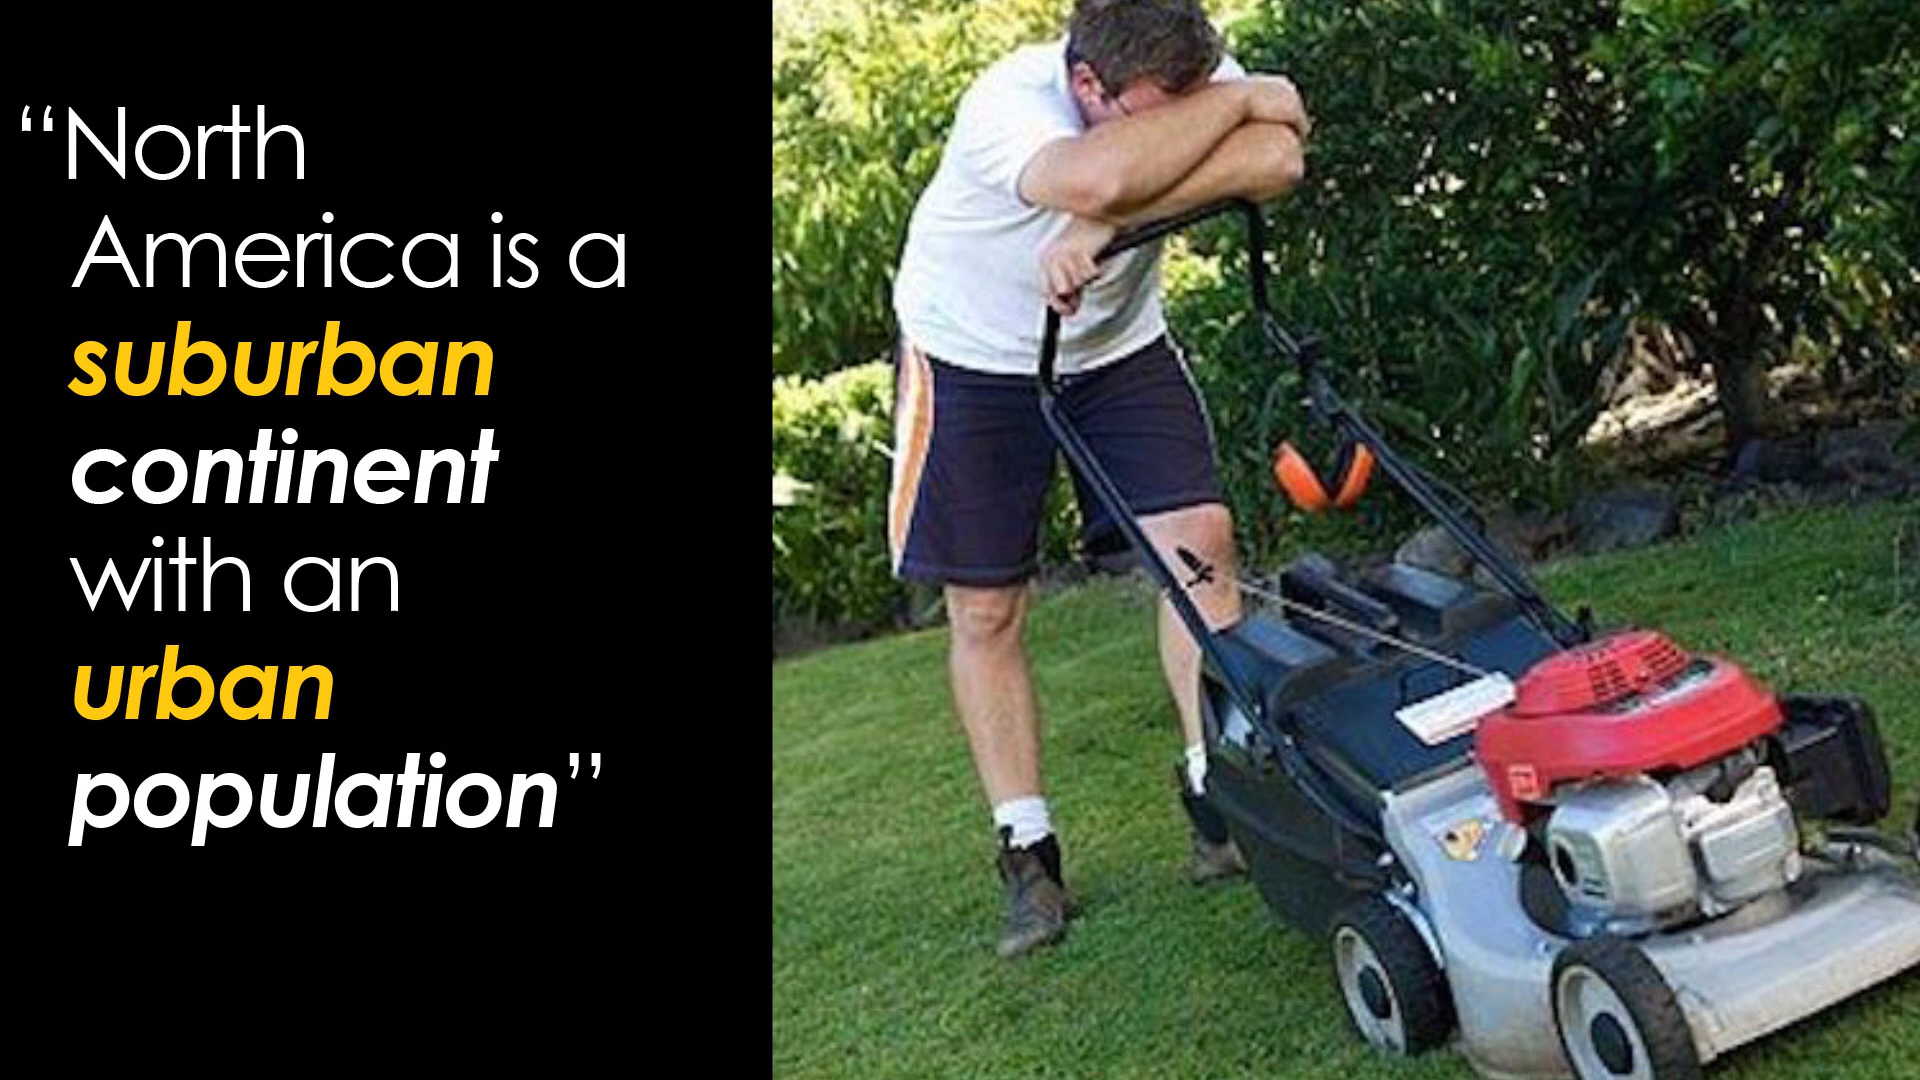 “North
America is a
suburban
continent
with an
urban
population”